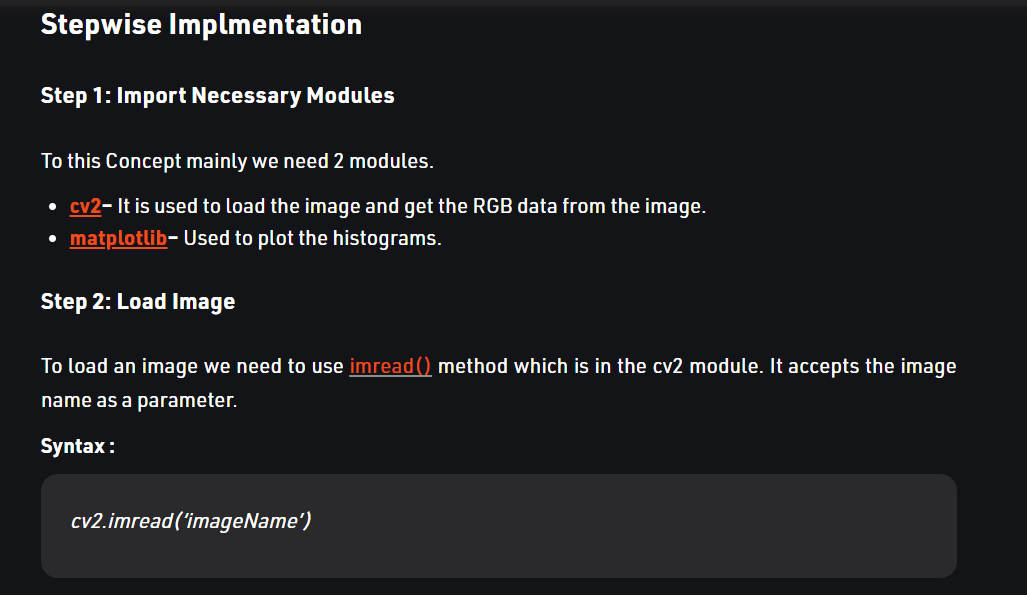 Stepwise Implmentation
Step 1: Import Necessary Modules
To this Concept mainly we need 2 modules.
• cv2– It is used to load the image and get the RGB data from the image.
• matplotlib– Used to plot the histograms.
Step 2: Load Image
To load an image we need to use imread() method which is in the cv2 module. It accepts the image
name as a parameter.
Syntax :
cv2.imread(‘imageName’)